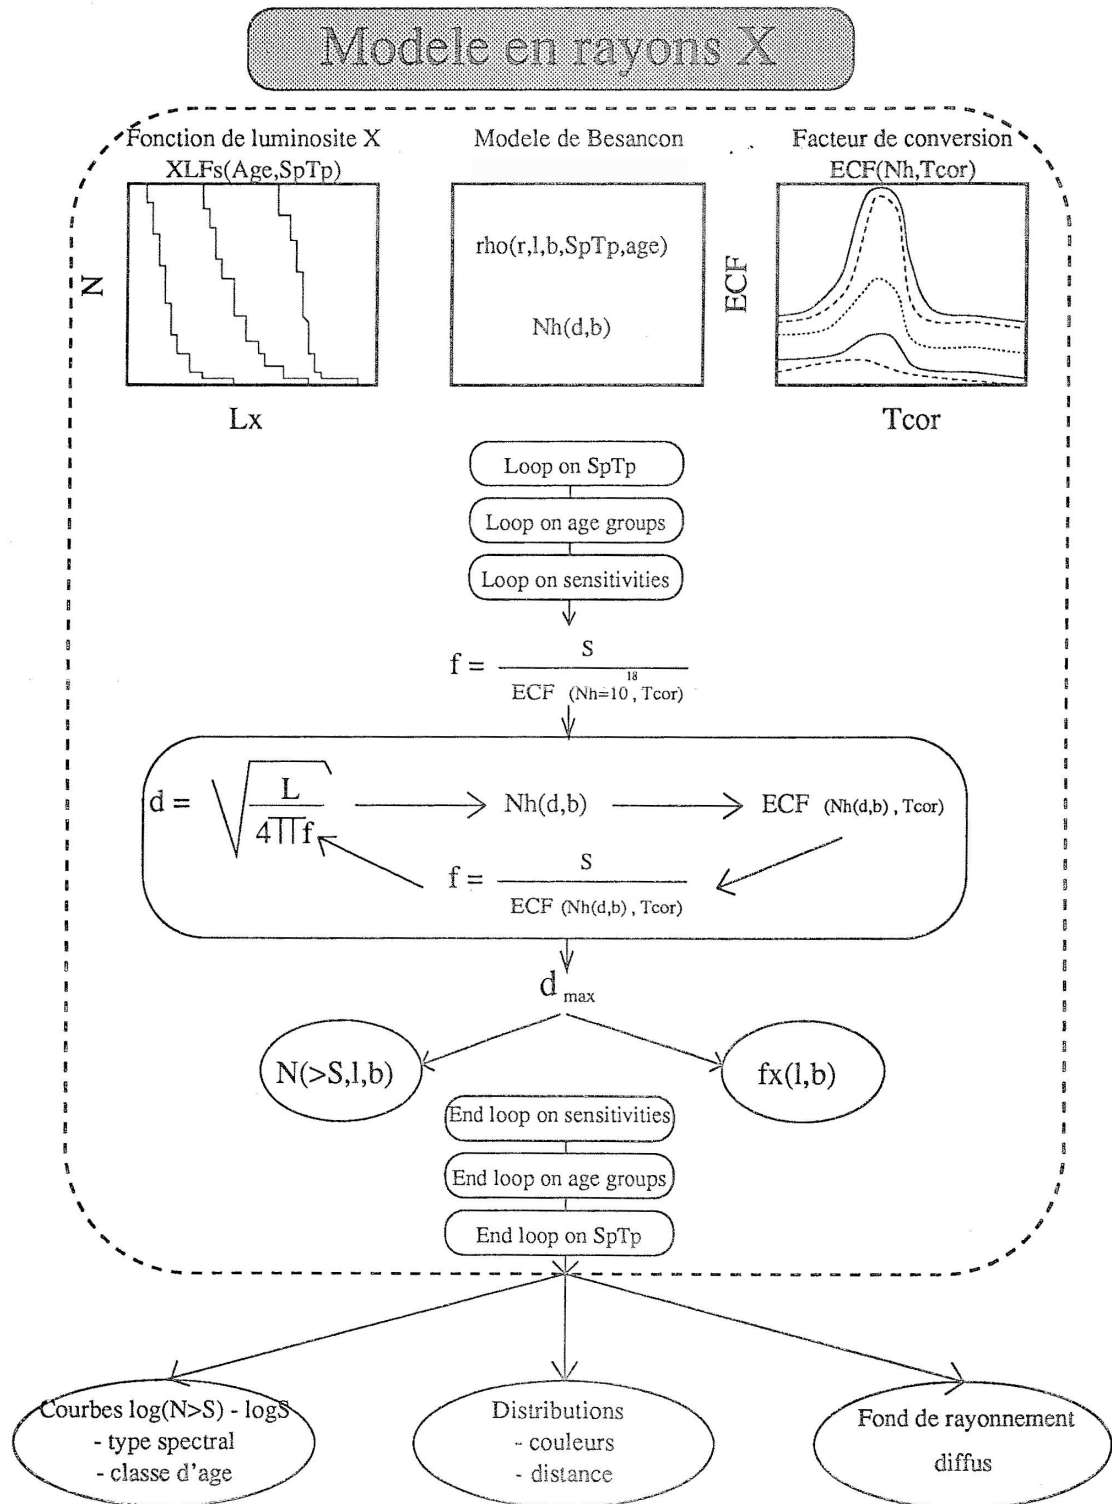 Modele en rayons X
Fonction de luminosite X
XLFs(Age,SpTp)
N
Lx
Modele de Besancon
rho(r,l,b,SpTp,age)
Nh(d,b)
Facteur de conversion
ECF(Nh,Tcor)
ECF
Tcor
Loop on SpTp
Loop on age groups
Loop on sensitivities
f = S / ECF (Nh=10^18, Tcor)
d = √ L / 4∏f
Nh(d,b)
ECF (Nh(d,b) , Tcor)
f = S / ECF (Nh(d,b) , Tcor)
d max
N(>S,l,b)
fx(l,b)
End loop on sensitivities
End loop on age groups
End loop on SpTp
Courbes log(N>S) - logS
- type spectral
- classe d'age
Distributions
- couleurs
- distance
Fond de rayonnement
diffus